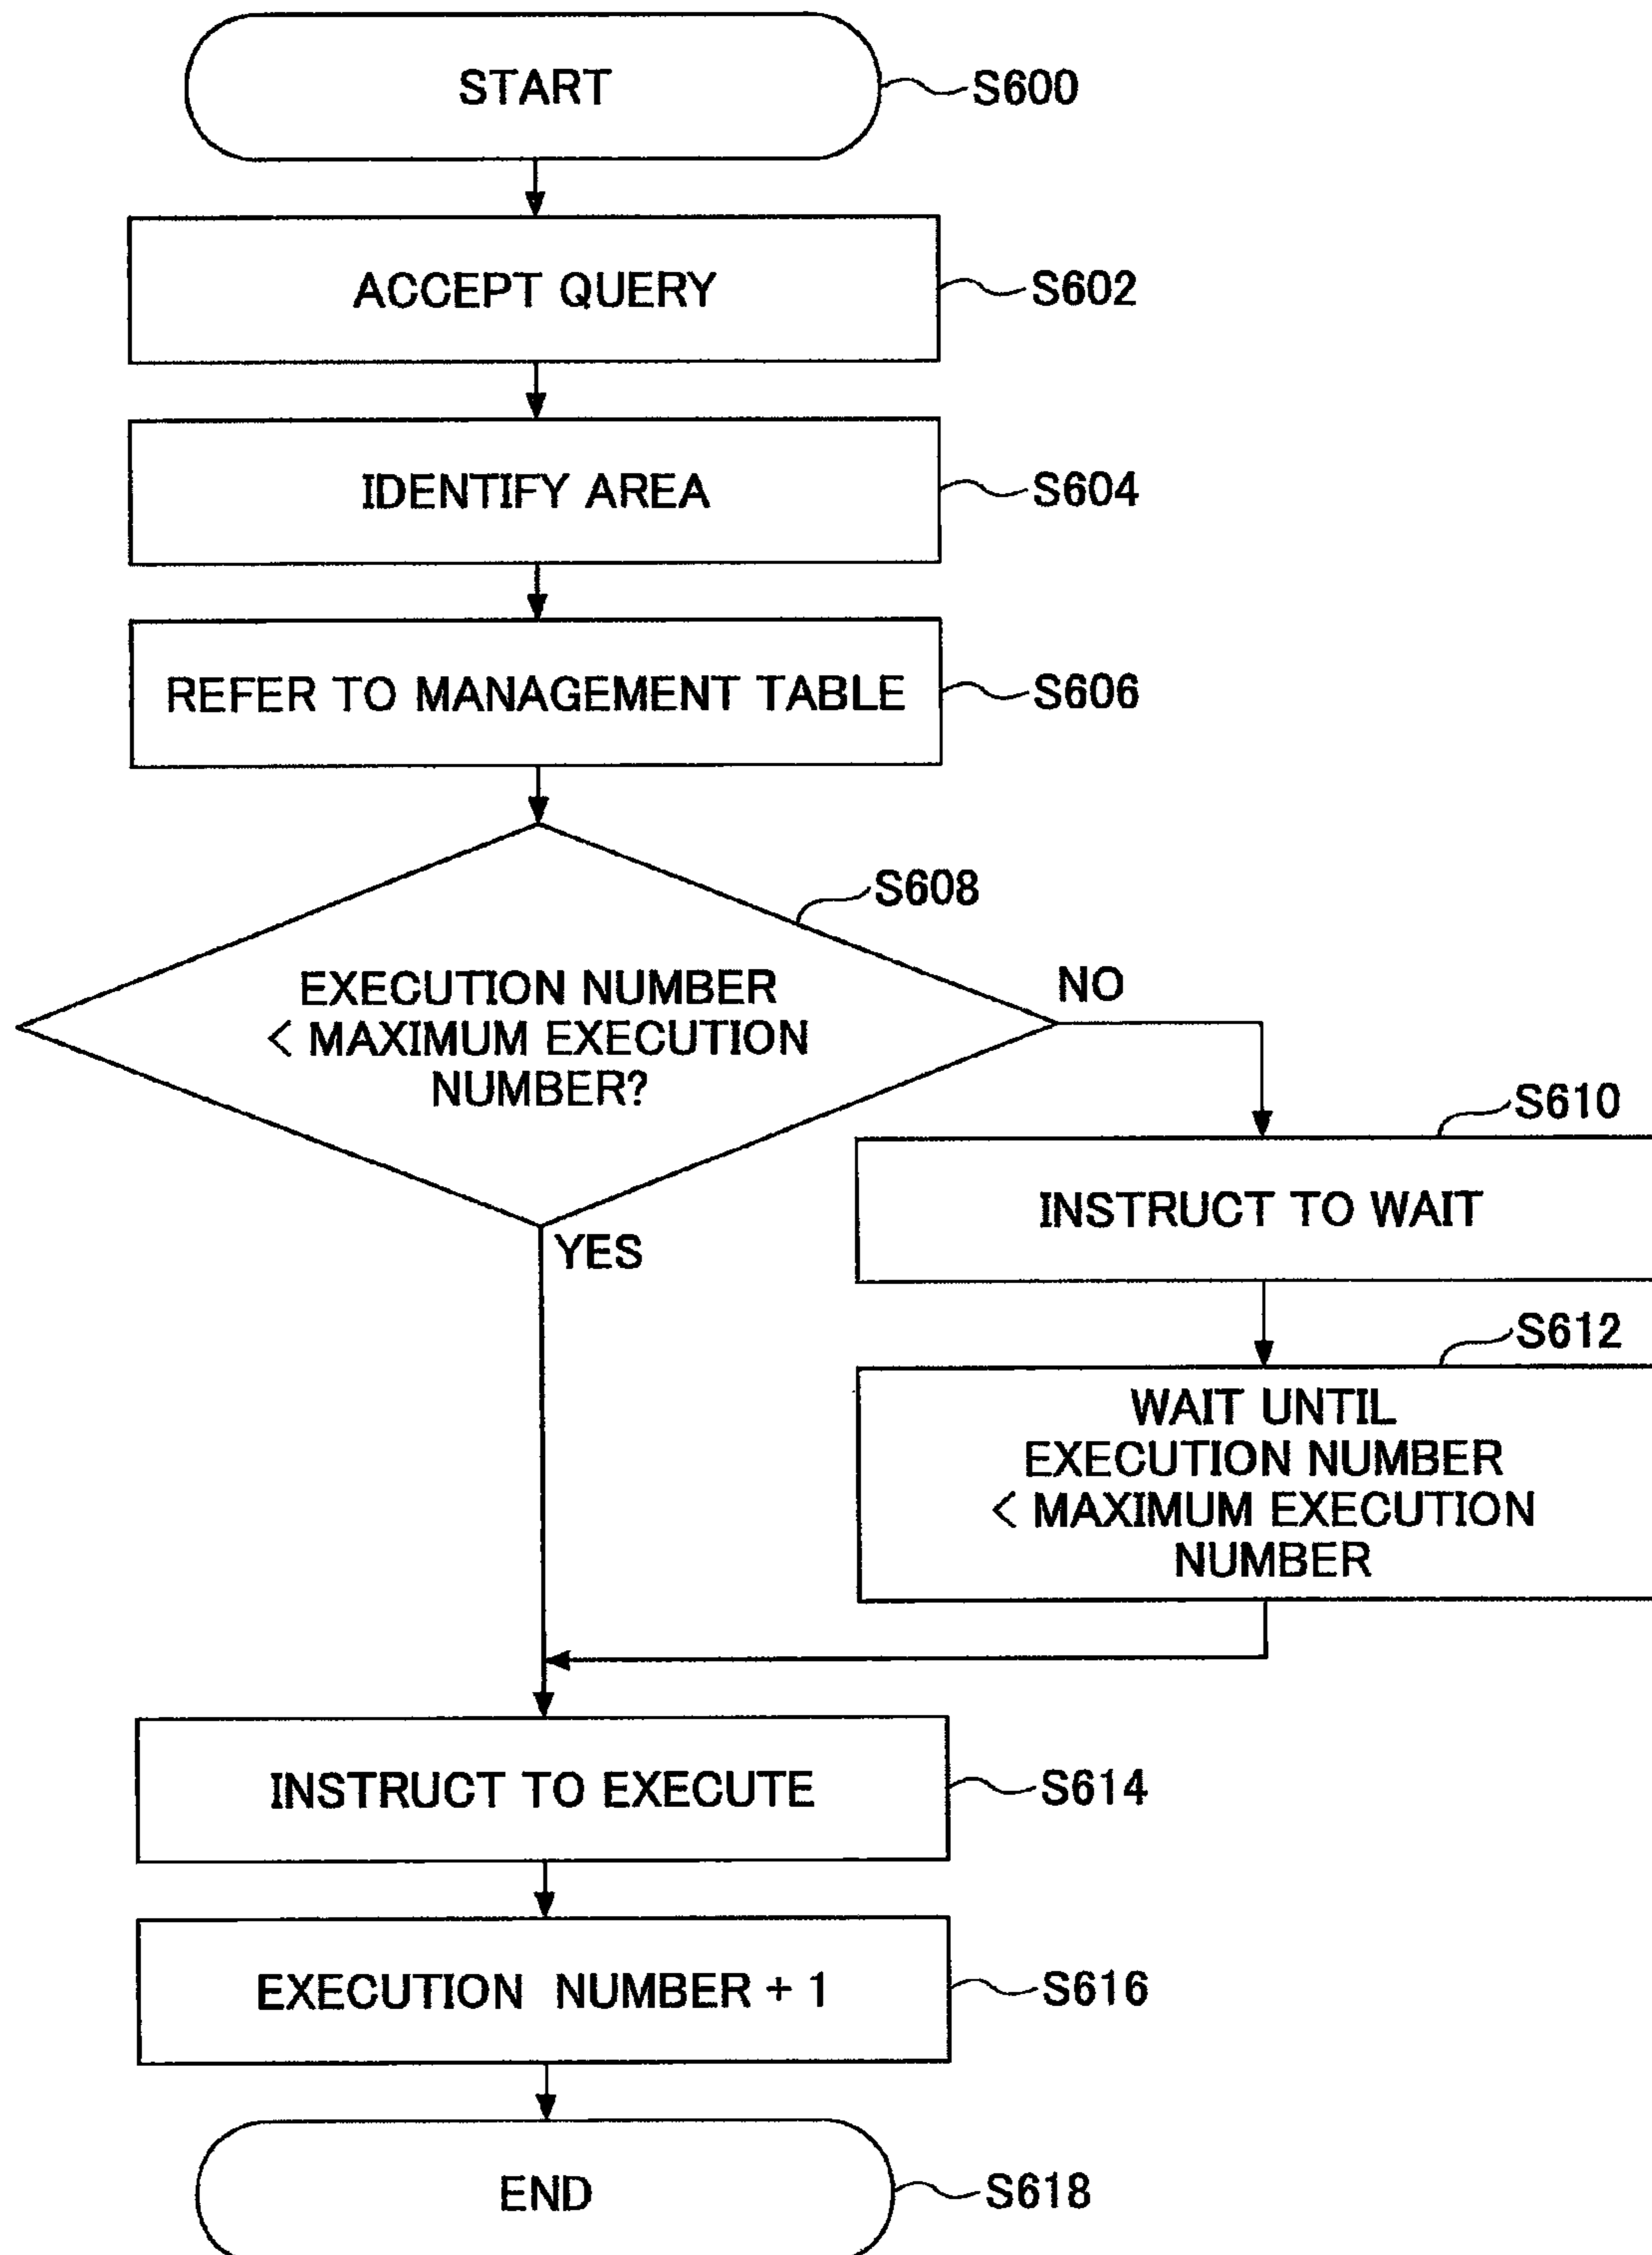 START
S600
ACCEPT QUERY
S602
IDENTIFY AREA
S604
REFER TO MANAGEMENT TABLE
S606
S608
EXECUTION NUMBER
< MAXIMUM EXECUTION
NUMBER?
NO
YES
S610
INSTRUCT TO WAIT
S612
WAIT UNTIL
EXECUTION NUMBER
< MAXIMUM EXECUTION
NUMBER
INSTRUCT TO EXECUTE
S614
EXECUTION NUMBER + 1
S616
END
S618